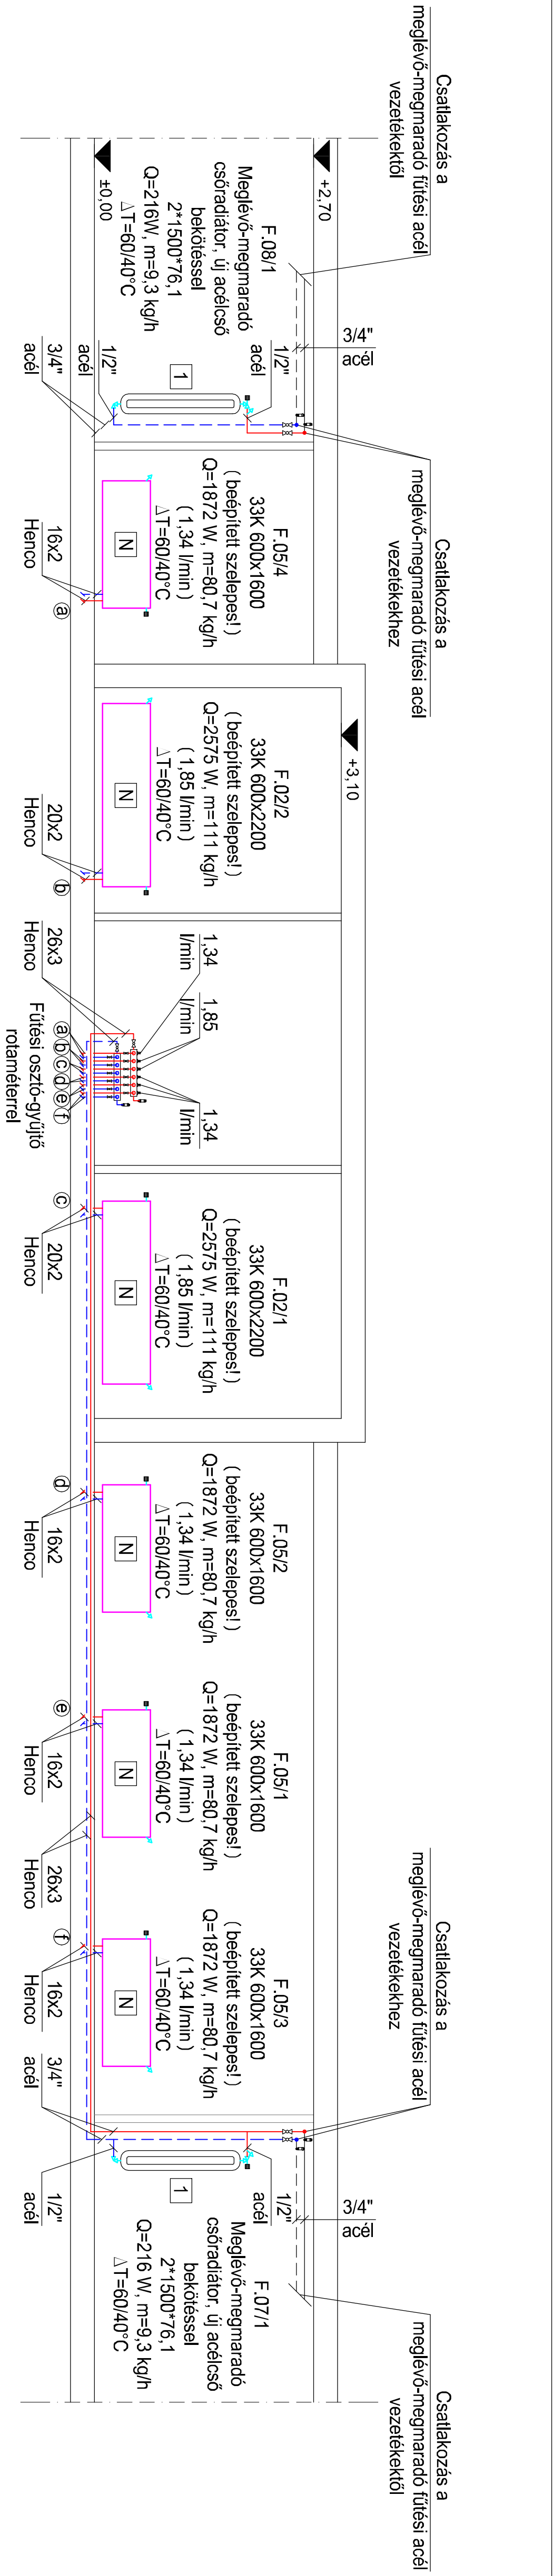 Csatlakozás a
meglévő-megmaradó fűtési acél
vezetékektől
Csatlakozás a
meglévő-megmaradó fűtési acél
vezetékekhez
Csatlakozás a
meglévő-megmaradó fűtési acél
vezetékekhez
Csatlakozás a
meglévő-megmaradó fűtési acél
vezetékektől
3/4"
acél
3/4"
acél
+2,70
+3,10
±0,00
F.08/1
Meglévő-megmaradó
csőradiátor, új acélcső
bekötéssel
2*1500*76,1
Q=216W, m=9,3 kg/h
△T=60/40°C
1/2"
acél
1
1/2"
acél
3/4"
acél
F.05/4
33K 600x1600
( beépített szelepes! )
Q=1872 W, m=80,7 kg/h
( 1,34 l/min )
△T=60/40°C
N
16x2
Henco
a
F.02/2
33K 600x2200
( beépített szelepes! )
Q=2575 W, m=111 kg/h
( 1,85 l/min )
△T=60/40°C
N
20x2
Henco
b
26x3
Henco
1,34
l/min
1,85
l/min
1,34
l/min
a b c d e f
Fűtési osztó-gyűjtő
rotaméterrel
F.02/1
33K 600x2200
( beépített szelepes! )
Q=2575 W, m=111 kg/h
( 1,85 l/min )
△T=60/40°C
N
c
20x2
Henco
F.05/2
33K 600x1600
( beépített szelepes! )
Q=1872 W, m=80,7 kg/h
( 1,34 l/min )
△T=60/40°C
N
d
16x2
Henco
F.05/1
33K 600x1600
( beépített szelepes! )
Q=1872 W, m=80,7 kg/h
( 1,34 l/min )
△T=60/40°C
N
e
16x2
Henco
26x3
Henco
F.05/3
33K 600x1600
( beépített szelepes! )
Q=1872 W, m=80,7 kg/h
( 1,34 l/min )
△T=60/40°C
N
f
16x2
Henco
3/4"
acél
1/2"
acél
1/2"
acél
1
F.07/1
Meglévő-megmaradó
csőradiátor, új acélcső
bekötéssel
2*1500*76,1
Q=216 W, m=9,3 kg/h
△T=60/40°C